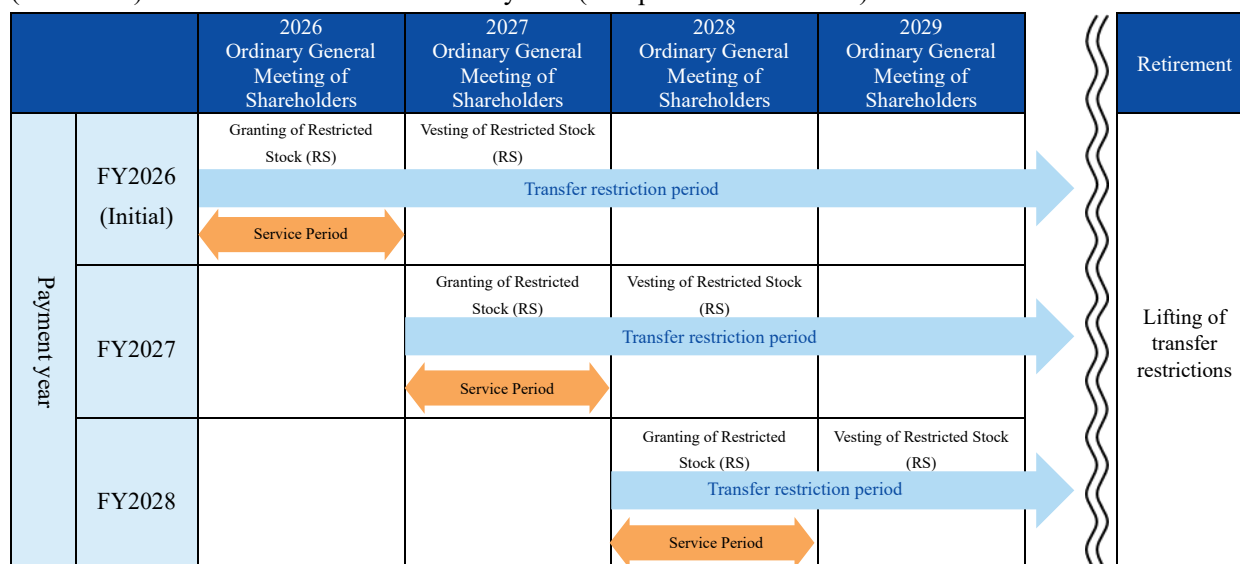 2026
Ordinary General
Meeting of
Shareholders
2027
Ordinary General
Meeting of
Shareholders
2028
Ordinary General
Meeting of
Shareholders
2029
Ordinary General
Meeting of
Shareholders
Retirement
Payment year
FY2026
(Initial)
Granting of Restricted
Stock (RS)
Vesting of Restricted Stock
(RS)
Transfer restriction period
Service Period
FY2027
Granting of Restricted
Stock (RS)
Vesting of Restricted Stock
(RS)
Transfer restriction period
Service Period
FY2028
Granting of Restricted
Stock (RS)
Vesting of Restricted Stock
(RS)
Transfer restriction period
Service Period
Lifting of
transfer
restrictions